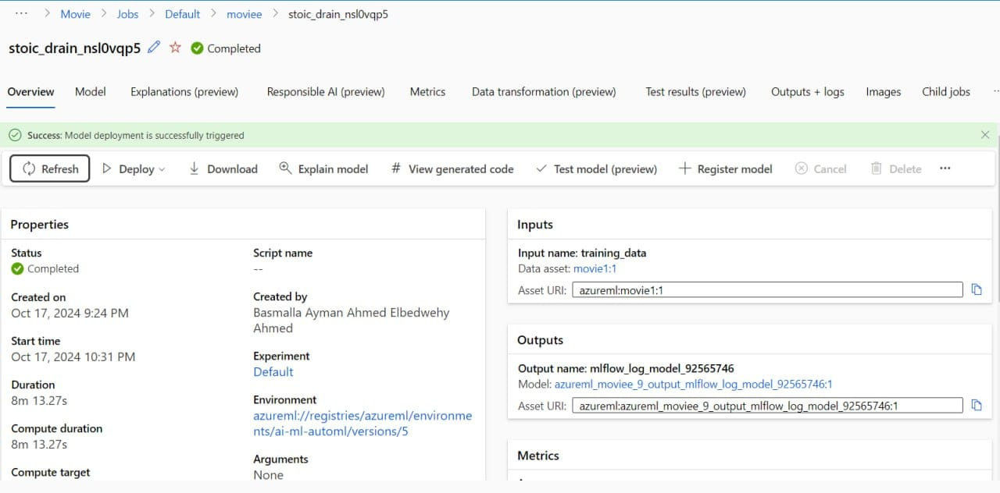 ··· > Movie > Jobs > Default > moviee > stoic_drain_nsl0vqp5
stoic_drain_nsl0vqp5 Completed
Overview Model Explanations (preview) Responsible AI (preview) Metrics Data transformation (preview) Test results (preview) Outputs + logs Images Child jobs ···
Success: Model deployment is successfully triggered
Refresh Deploy Download Explain model # View generated code Test model (preview) Register model Cancel Delete ···
Properties
Status
Completed
Created on
Oct 17, 2024 9:24 PM
Start time
Oct 17, 2024 10:31 PM
Duration
8m 13.27s
Compute duration
8m 13.27s
Compute target
Script name
--
Created by
Basmalla Ayman Ahmed Elbedwehy
Ahmed
Experiment
Default
Environment
azureml://registries/azureml/environme
nts/ai-ml-automl/versions/5
Arguments
None
Inputs
Input name: training_data
Data asset: movie1:1
Asset URI: azureml:movie1:1
Outputs
Output name: mlflow_log_model_92565746
Model: azureml_moviee_9_output_mlflow_log_model_92565746:1
Asset URI: azureml:azureml_moviee_9_output_mlflow_log_model_92565746:1
Metrics